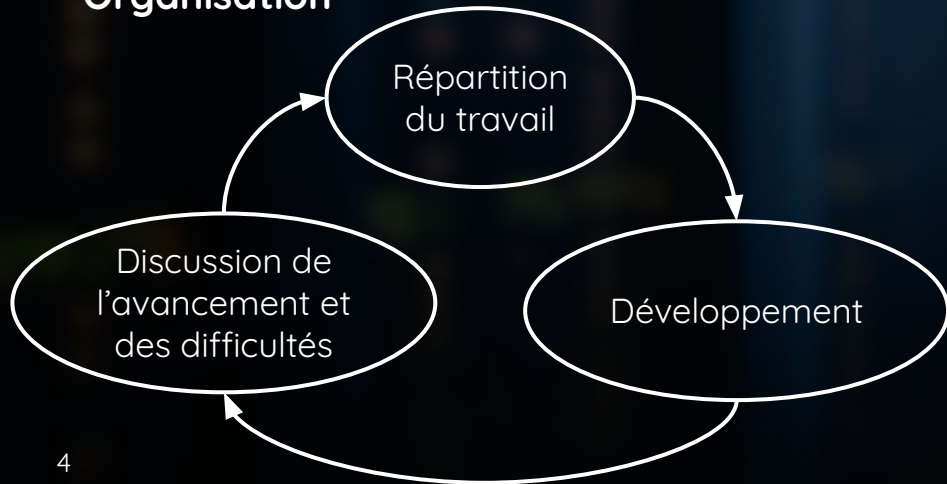 Organisation
Répartition
du travail
Discussion de
l'avancement et
des difficultés
Développement
4